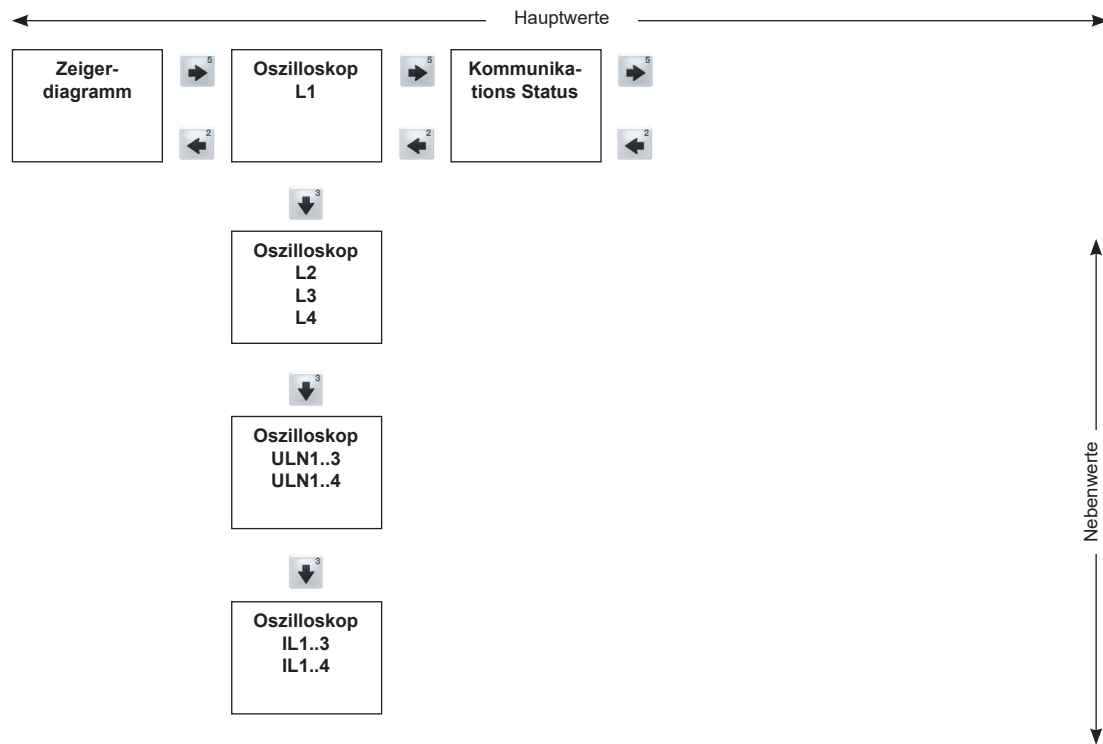 Hauptwerte
Zeiger-
diagramm
5
2
Oszilloskop
L1
5
2
Kommunika-
tions Status
5
2
3
Oszilloskop
L2
L3
L4
3
Oszilloskop
ULN1..3
ULN1..4
3
Oszilloskop
IL1..3
IL1..4
Nebenwerte